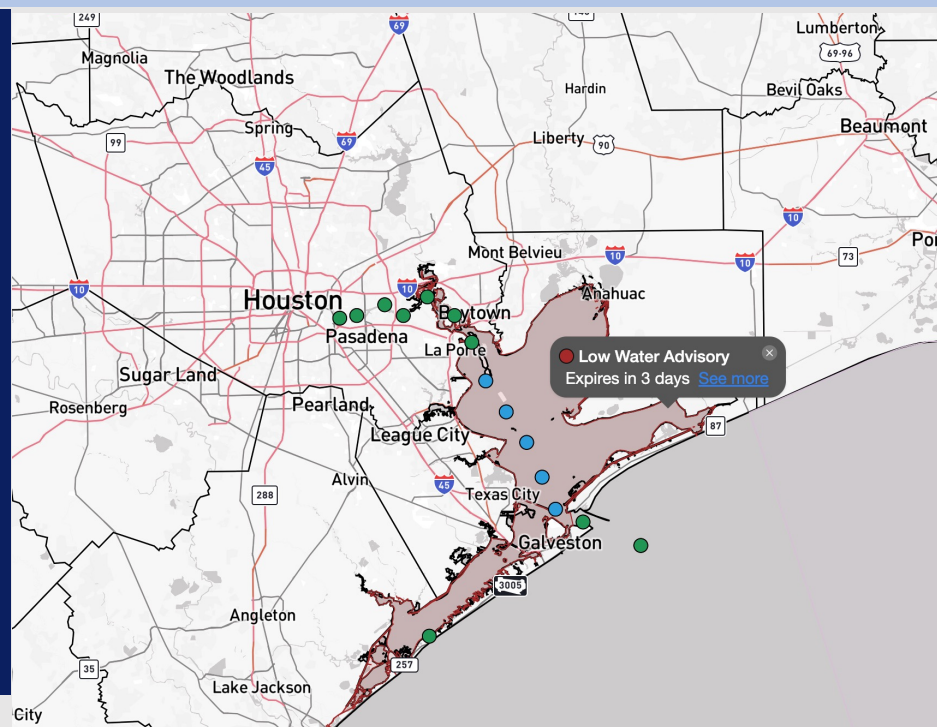 249
69
146
Lumberton
69-96
Magnolia
The Woodlands
Hardin
Bevil Oaks
Spring
99
69
45
Liberty
90
Beaumont
10
Mont Belvieu
10
10
73
10
10
Houston
Baytown
Anahuac
Pasadena
La Porte
Low Water Advisory
Expires in 3 days See more
Sugar Land
Rosenberg
Pearland
League City
87
Alvin
45
288
Texas City
Galveston
3005
Angleton
35
257
Lake Jackson
City